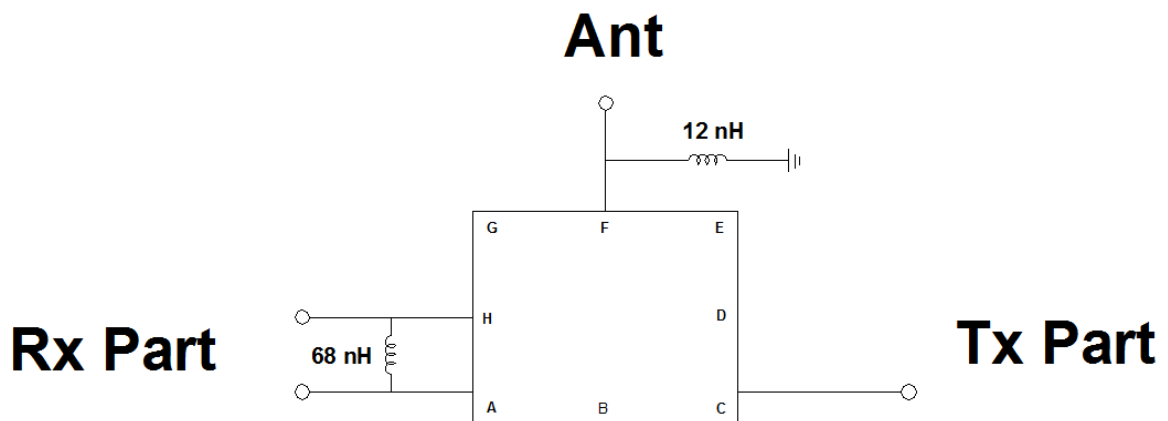 Ant
12 nH
G F E
H D
Rx Part 68 nH Tx Part
A B C